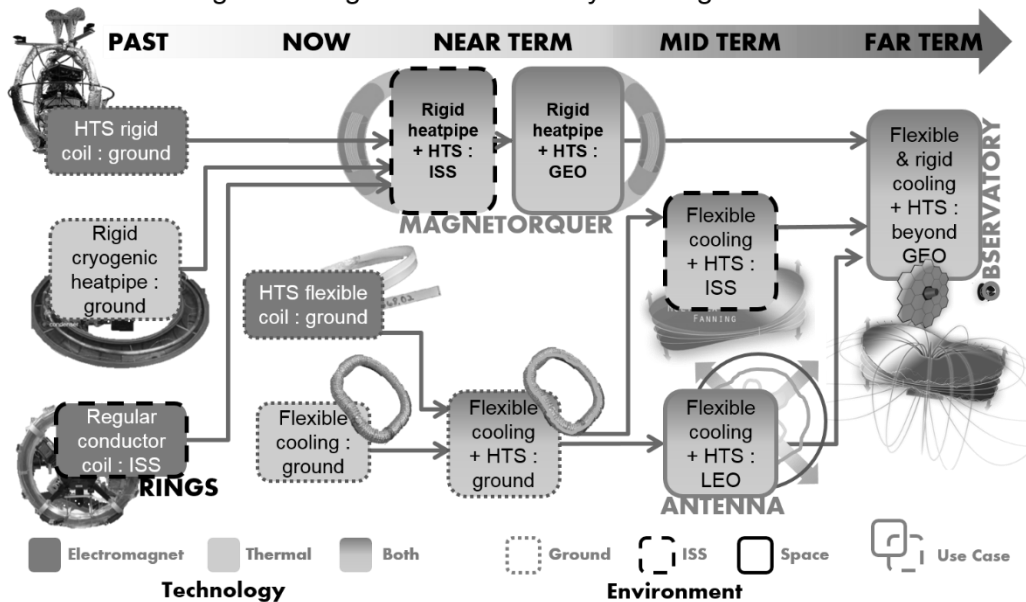 PAST
NOW
NEAR TERM
MID TERM
FAR TERM
HTS rigid
coil : ground
Rigid
heatpipe
+ HTS :
ISS
Rigid
heatpipe
+ HTS :
GEO
MAGNETORQUER
Flexible
& rigid
cooling
+ HTS :
beyond
GEO
OBSERVATORY
Rigid
cryogenic
heatpipe :
ground
HTS flexible
coil : ground
Flexible
cooling
+ HTS :
ISS
FANNING
Regular
conductor
coil : ISS
RINGS
Flexible
cooling :
ground
Flexible
cooling
+ HTS :
ground
Flexible
cooling
+ HTS :
LEO
ANTENNA
Electromagnet
Thermal
Both
Technology
Ground
ISS
Space
Environment
Use Case